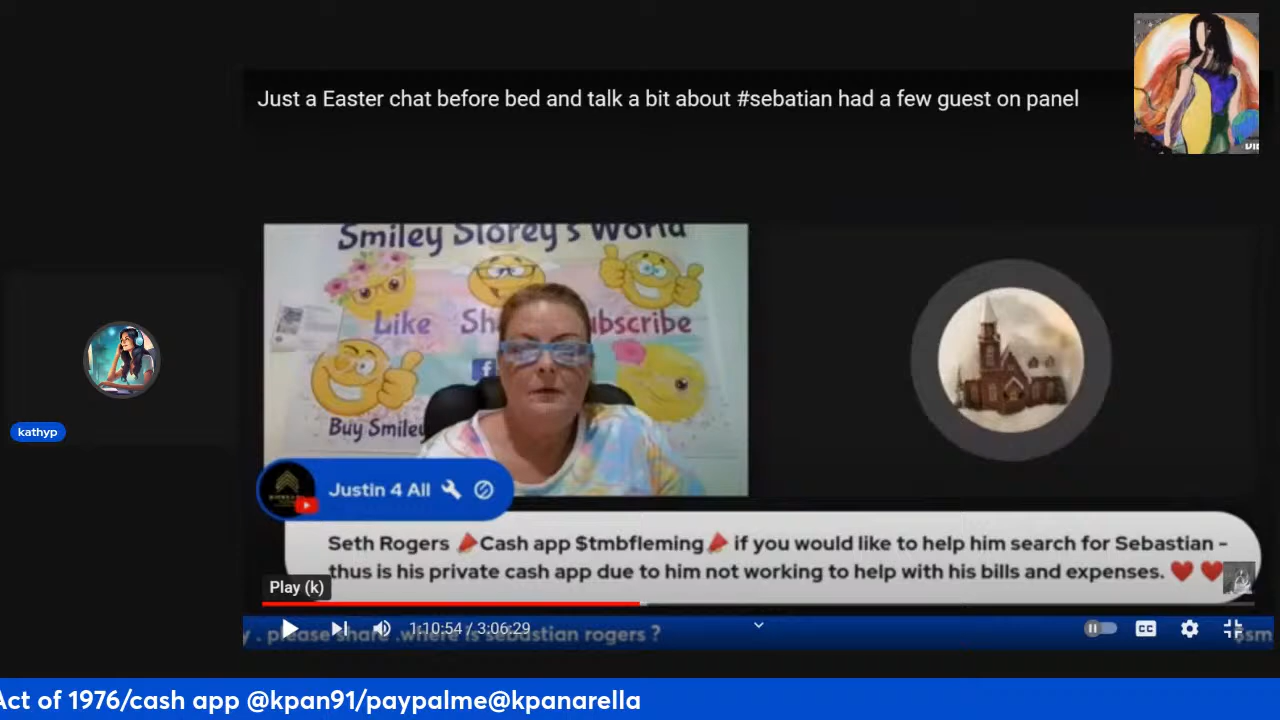 Just a Easter chat before bed and talk a bit about #sebatian had a few guest on panel
Smiley Storey's World
Like
Subscribe
Buy Smiley
kathyp
Justin 4 All
Seth Rogers Cash app $tmbfleming if you would like to help him search for Sebastian -
thus is his private cash app due to him not working to help with his bills and expenses.
Play (k)
1:10:54 / 3:06:29
y . please share .where is sebastian rogers ?
CC
$sm
Act of 1976/cash app @kpan91/paypalme@kpanarella